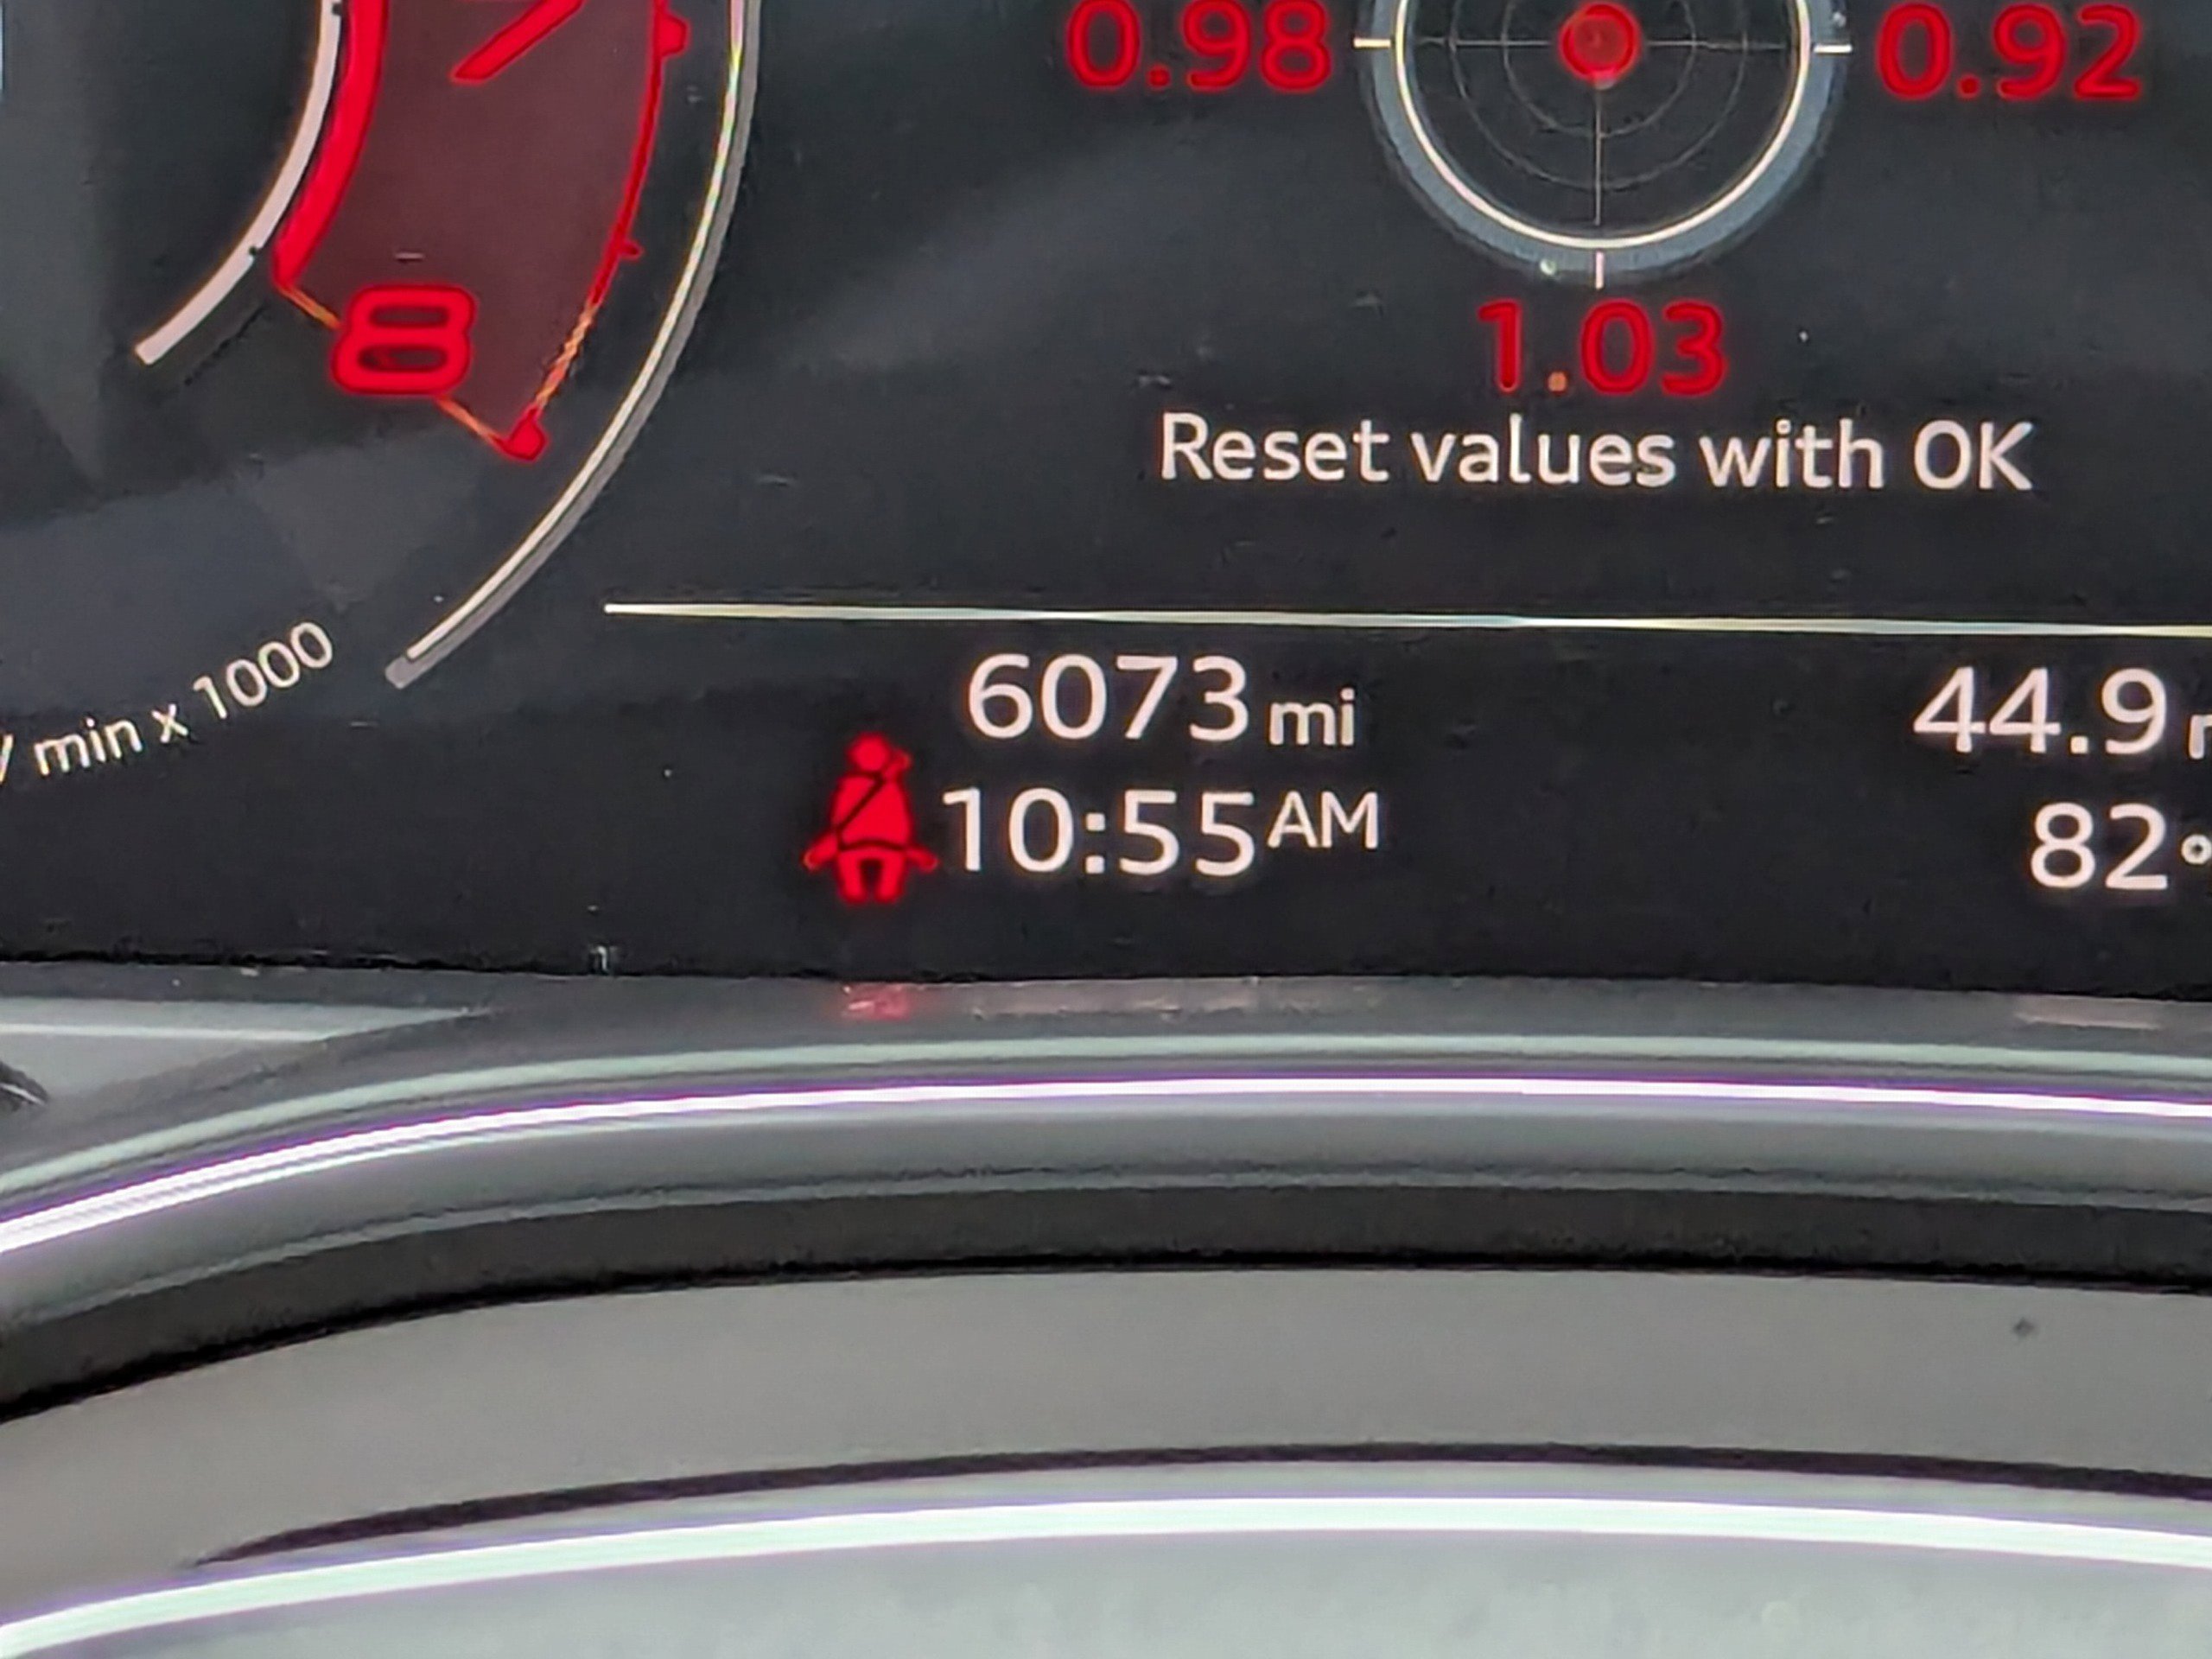 0.98
0.92
8
1.03
Reset values with OK
/ min x 1000
6073 mi
44.9
10:55 AM
82°